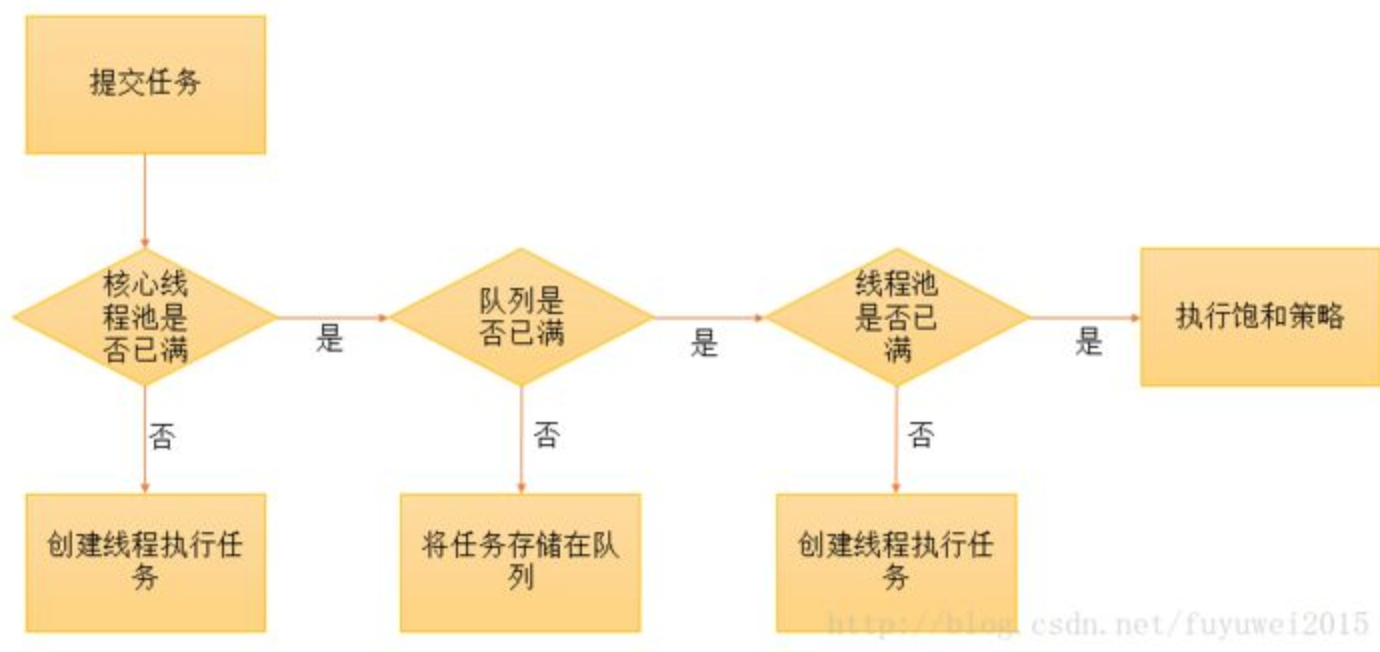 提交任务
核心线
程池是
否已满
是
队列是
否已满
是
线程池
是否已
满
是
执行饱和策略
否
否
否
创建线程执行任
务
将任务存储在队
列
创建线程执行任
务
http://blog.csdn.net/fuyuwei2015